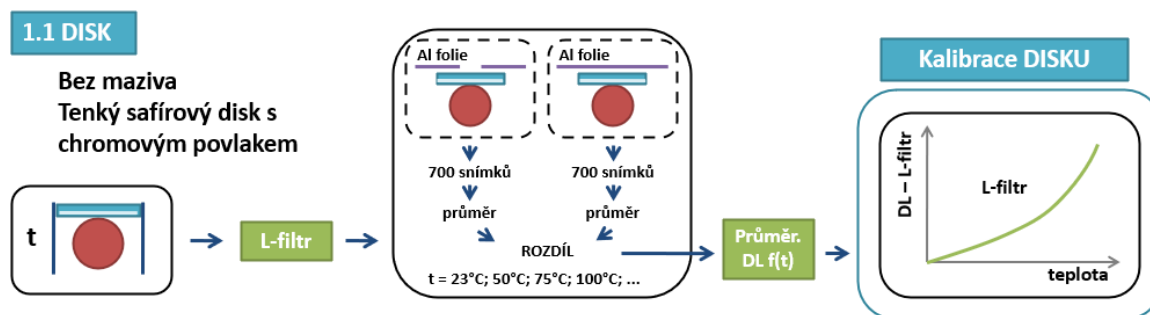 1.1 DISK
Bez maziva
Tenký safírový disk s
chromovým povlakem
t
L-filtr
Al folie
Al folie
700 snímků
700 snímků
průměr
průměr
ROZDÍL
t = 23°C; 50°C; 75°C; 100°C; ...
Průměr.
DL f(t)
Kalibrace DISKU
DL – L-filtr
L-filtr
teplota